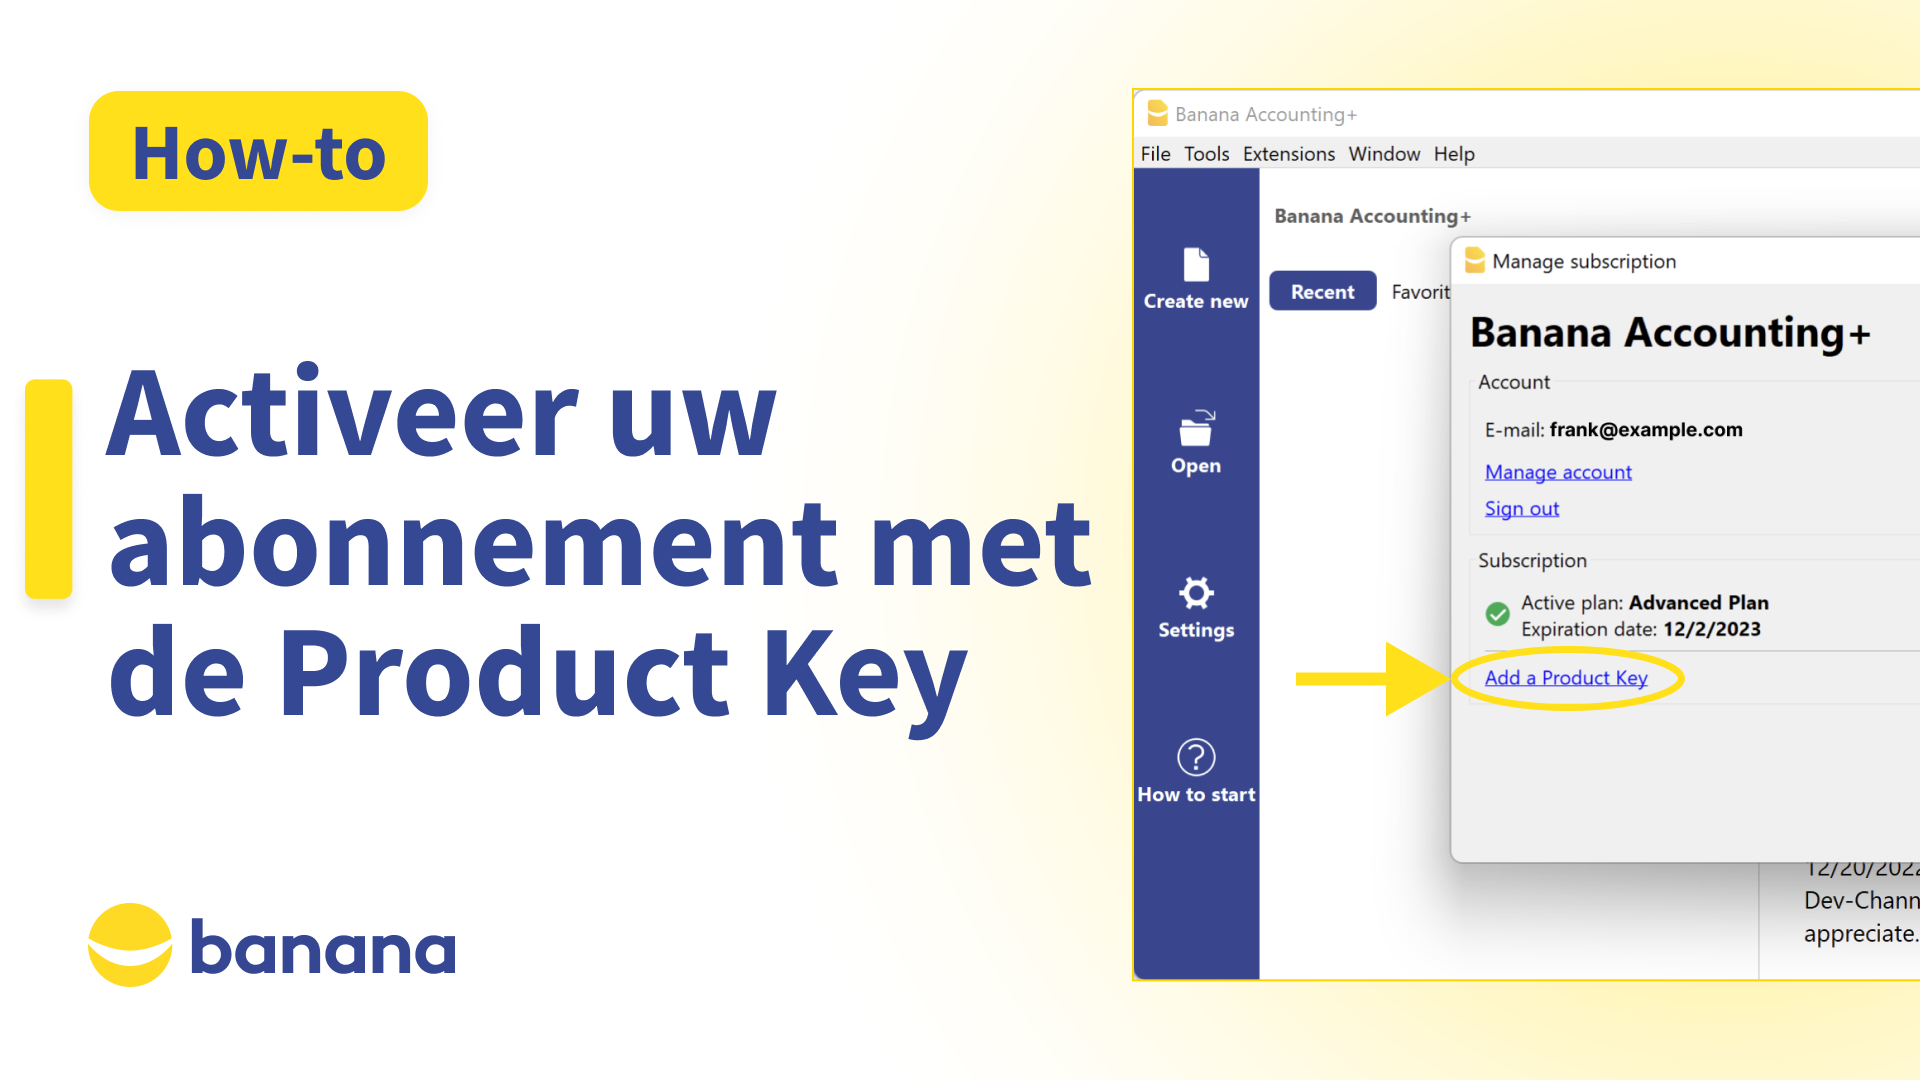 How-to
Activeer uw
abonnement met
de Product Key
banana
Banana Accounting+
File Tools Extensions Window Help
Create new
Open
Settings
How to start
Banana Accounting+
Recent
Manage subscription
Banana Accounting+
Account
E-mail: frank@example.com
Manage account
Sign out
Subscription
Active plan: Advanced Plan
Expiration date: 12/2/2023
Add a Product Key
appreciate.